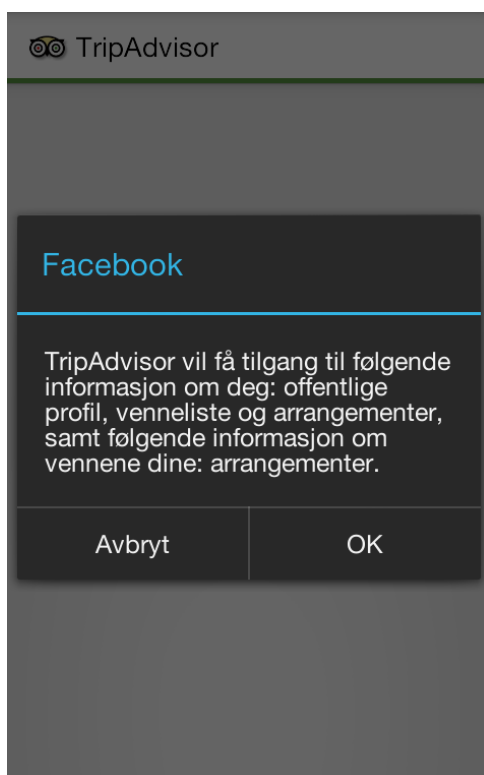 TripAdvisor
Facebook
TripAdvisor vil få tilgang til følgende
informasjon om deg: offentlige
profil, venneliste og arrangementer,
samt følgende informasjon om
vennene dine: arrangementer.
Avbryt
OK